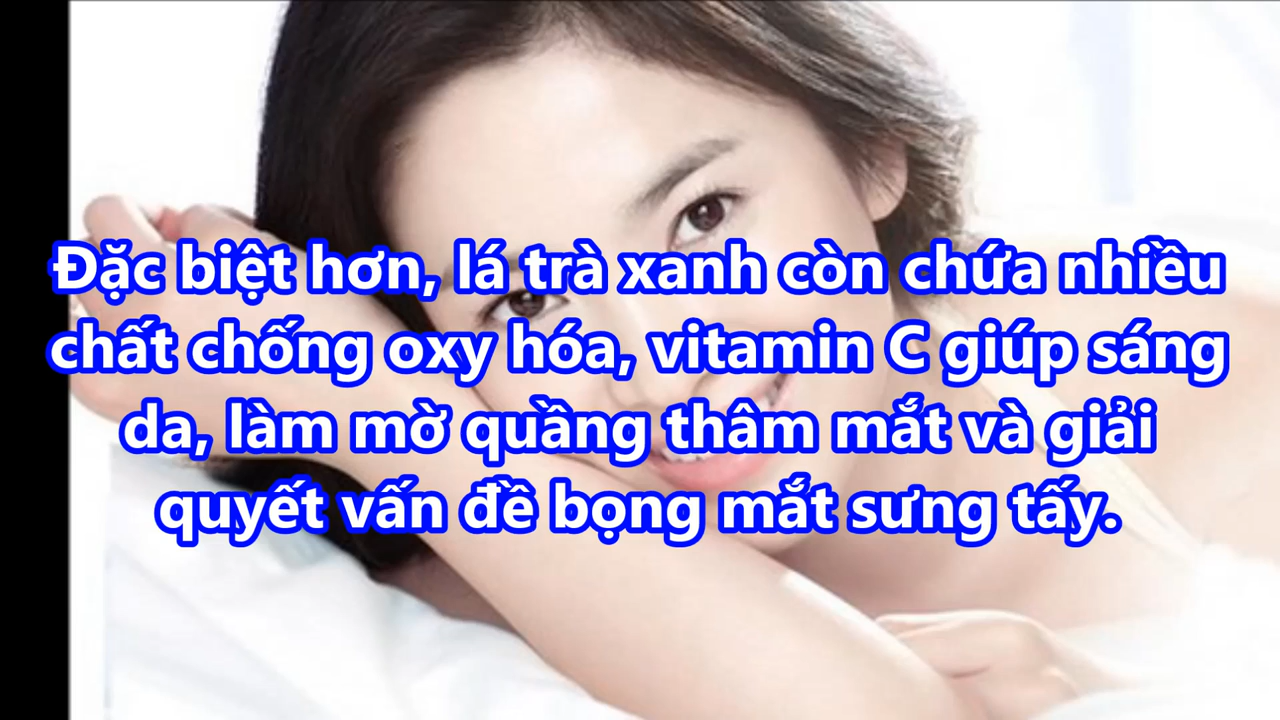 Đặc biệt hơn, lá trà xanh còn chứa nhiều
chất chống oxy hóa, vitamin C giúp sáng
da, làm mờ quầng thâm mắt và giải
quyết vấn đề bọng mắt sưng tấy.